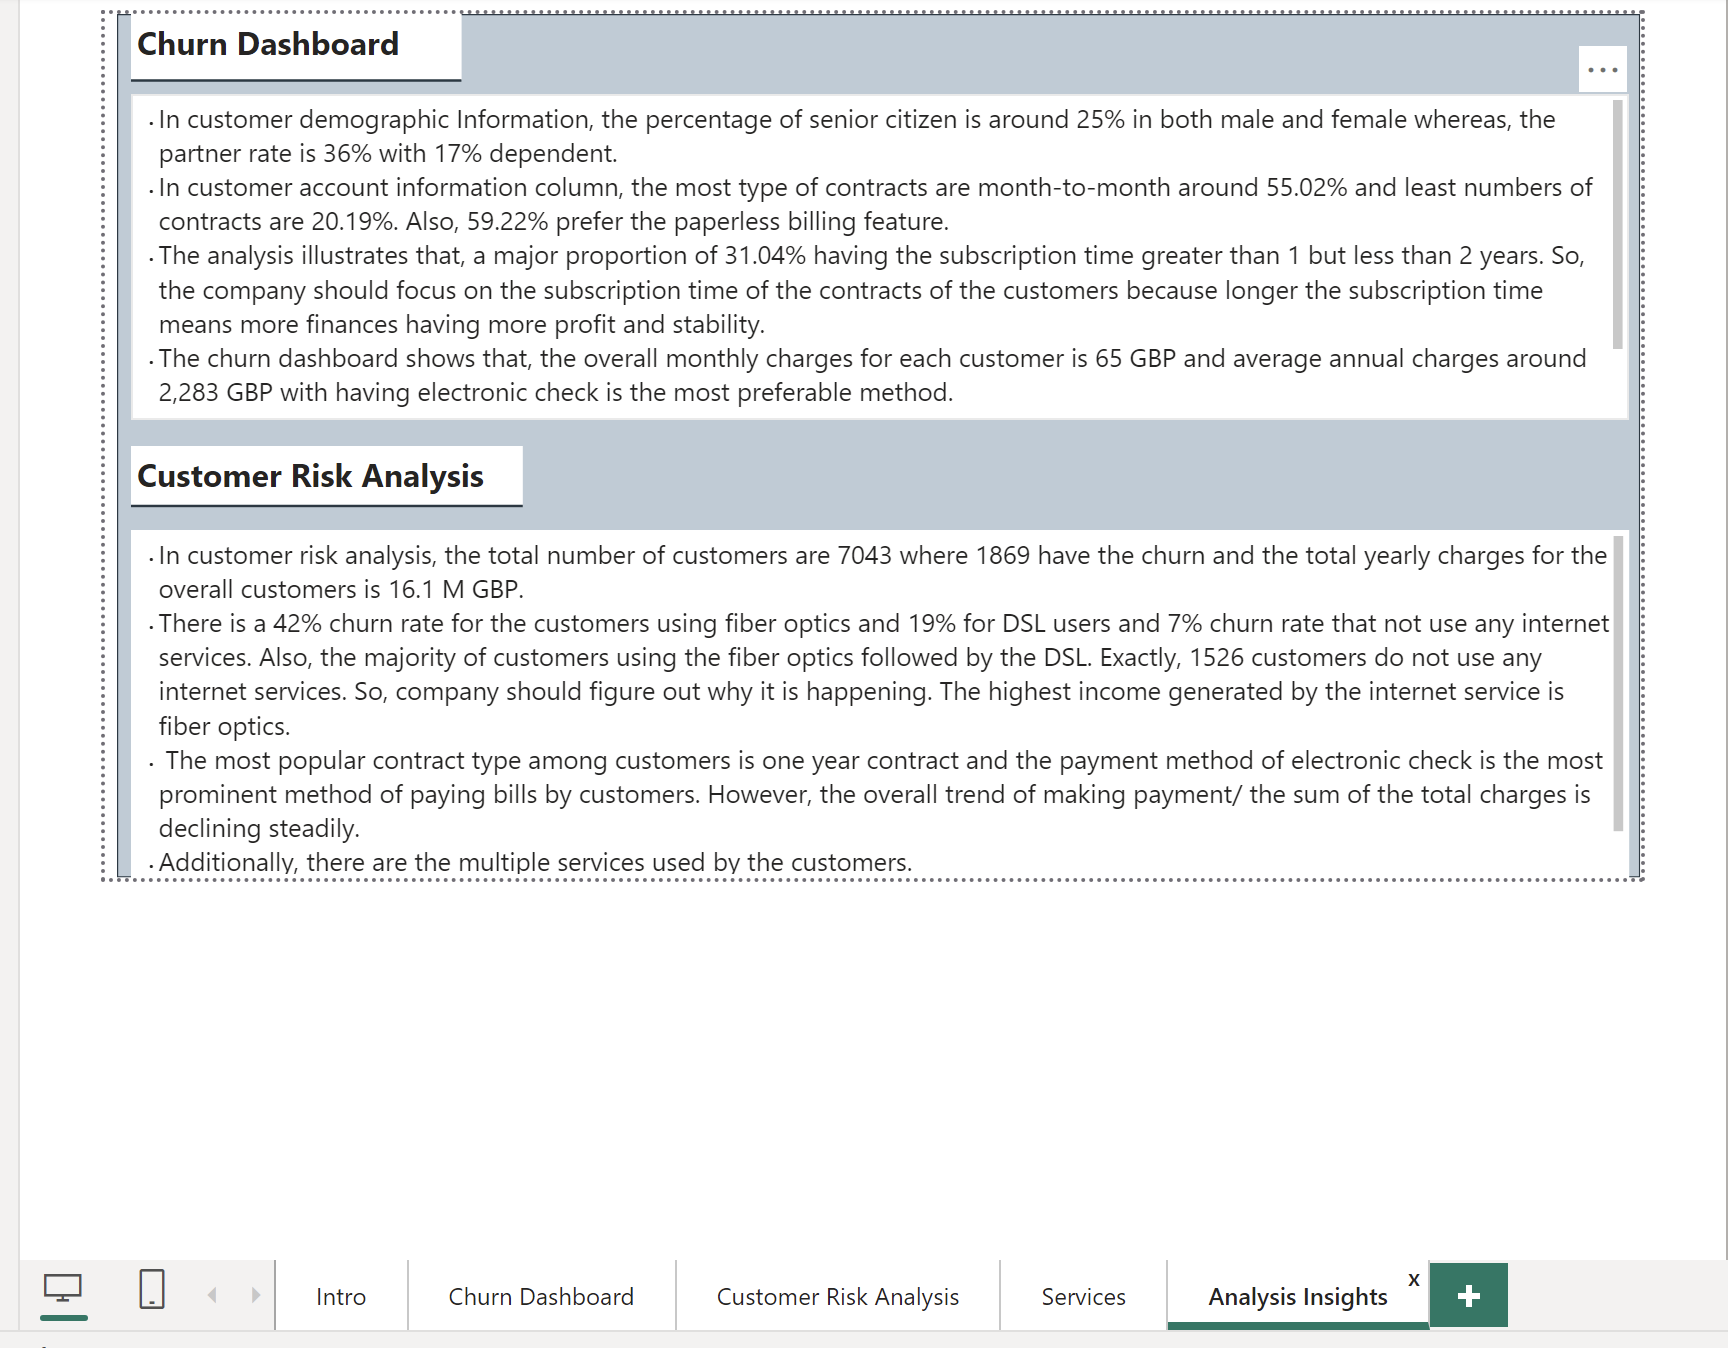 Churn Dashboard
...
. In customer demographic Information, the percentage of senior citizen is around 25% in both male and female whereas, the
partner rate is 36% with 17% dependent.
. In customer account information column, the most type of contracts are month-to-month around 55.02% and least numbers of
contracts are 20.19%. Also, 59.22% prefer the paperless billing feature.
. The analysis illustrates that, a major proportion of 31.04% having the subscription time greater than 1 but less than 2 years. So,
the company should focus on the subscription time of the contracts of the customers because longer the subscription time
means more finances having more profit and stability.
. The churn dashboard shows that, the overall monthly charges for each customer is 65 GBP and average annual charges around
2,283 GBP with having electronic check is the most preferable method.
Customer Risk Analysis
. In customer risk analysis, the total number of customers are 7043 where 1869 have the churn and the total yearly charges for the
overall customers is 16.1 M GBP.
. There is a 42% churn rate for the customers using fiber optics and 19% for DSL users and 7% churn rate that not use any internet
services. Also, the majority of customers using the fiber optics followed by the DSL. Exactly, 1526 customers do not use any
internet services. So, company should figure out why it is happening. The highest income generated by the internet service is
fiber optics.
. The most popular contract type among customers is one year contract and the payment method of electronic check is the most
prominent method of paying bills by customers. However, the overall trend of making payment/ the sum of the total charges is
declining steadily.
. Additionally, there are the multiple services used by the customers.
Intro
Churn Dashboard
Customer Risk Analysis
Services
Analysis Insights
x
+